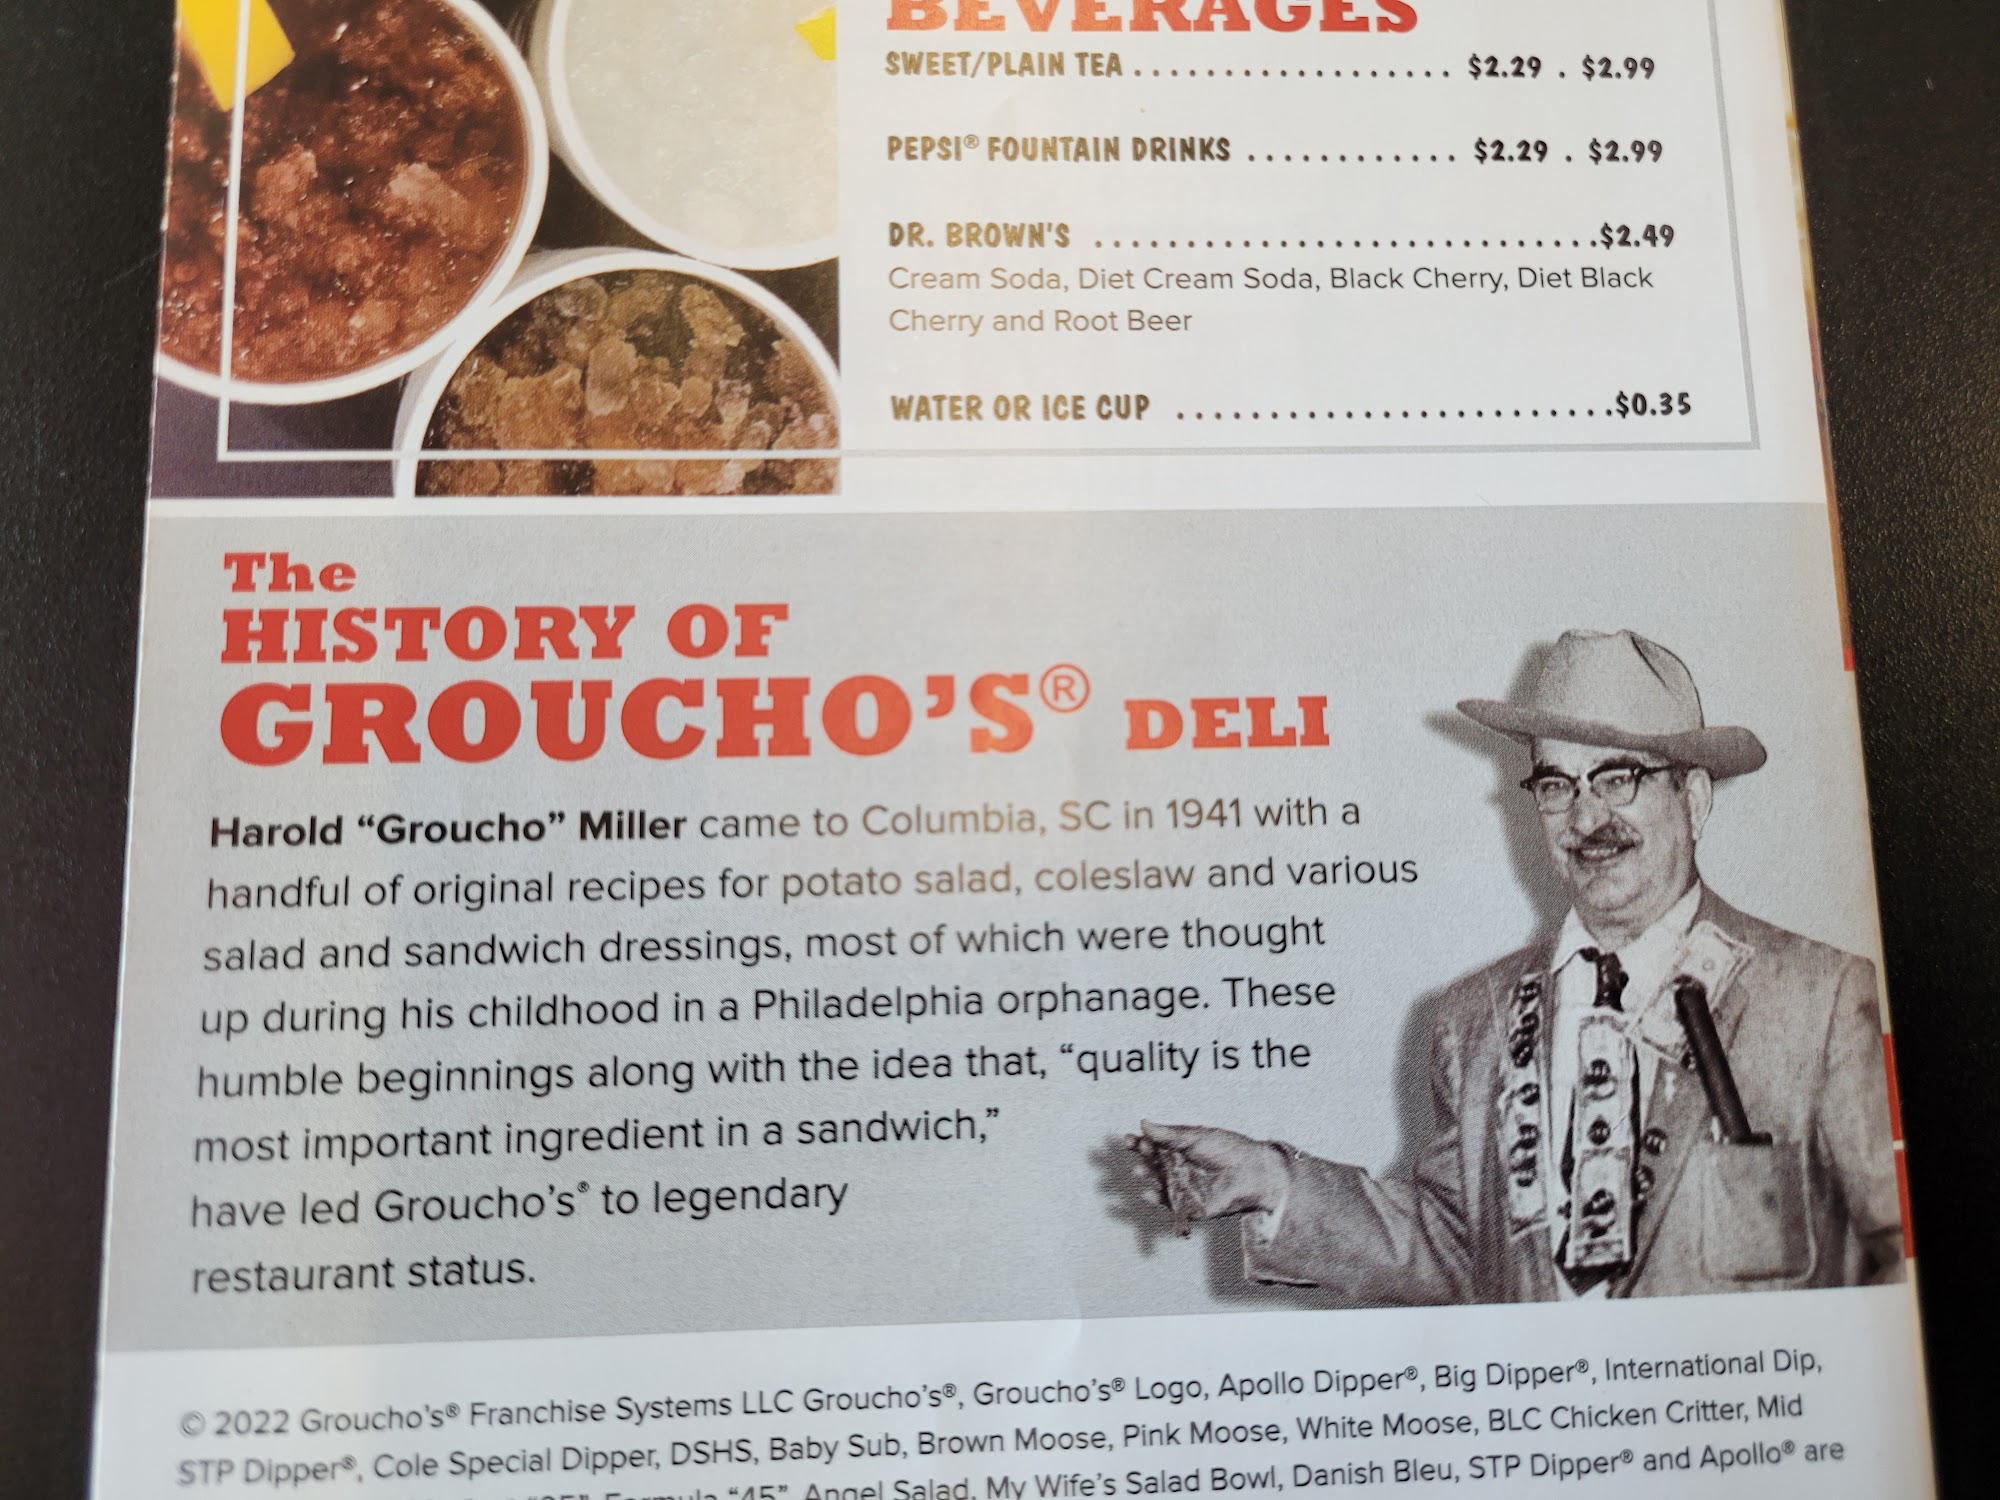 BEVERAGES
SWEET/PLAIN TEA .................. $2.29 . $2.99
PEPSI® FOUNTAIN DRINKS ............ $2.29 . $2.99
DR. BROWN'S ............................$2.49
Cream Soda, Diet Cream Soda, Black Cherry, Diet Black
Cherry and Root Beer
WATER OR ICE CUP ........................$0.35
The
HISTORY OF
GROUCHO'S® DELI
Harold “Groucho” Miller came to Columbia, SC in 1941 with a
handful of original recipes for potato salad, coleslaw and various
salad and sandwich dressings, most of which were thought
up during his childhood in a Philadelphia orphanage. These
humble beginnings along with the idea that, “quality is the
most important ingredient in a sandwich,”
have led Groucho's® to legendary
restaurant status.
© 2022 Groucho's® Franchise Systems LLC Groucho's®, Groucho's® Logo, Apollo Dipper®, Big Dipper®, International Dip,
STP Dipper®, Cole Special Dipper, DSHS, Baby Sub, Brown Moose, Pink Moose, White Moose, BLC Chicken Critter, Mid
Formula “45”, Angel Salad, My Wife's Salad Bowl, Danish Bleu, STP Dipper® and Apollo® are